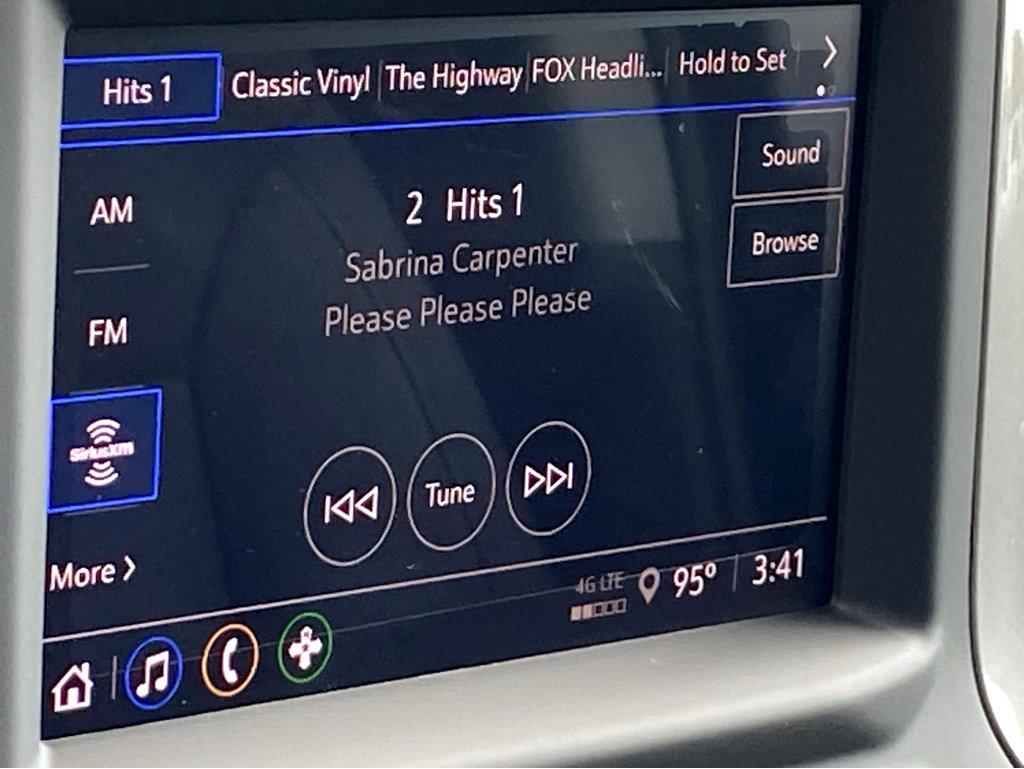 Hits 1
Classic Vinyl
The Highway
FOX Headli...
Hold to Set
Sound
Browse
AM
FM
SiriusXM
More
2 Hits 1
Sabrina Carpenter
Please Please Please
Tune
4G LTE
95°
3:41